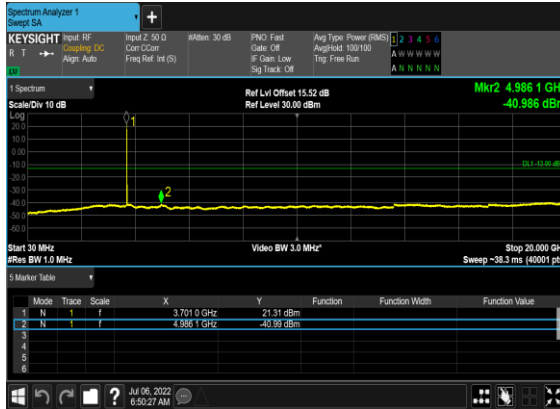 Spectrum Analyzer 1
Swept SA
+
KEYSIGHT Input: RF Input Z: 50 Ω #Atten: 30 dB PNO: Fast Avg Type: Power (RMS) 1 2 3 4 5 6
R T Coupling: DC Corr CCorr Gate: Off Avg|Hold: 100/100 A W W W W W
Align: Auto Freq Ref: Int (S) IF Gain: Low Trig: Free Run
Sig Track: Off A N N N N N
LU
1 Spectrum Ref Lvl Offset 15.52 dB Mkr2 4.986 1 GHz
Scale/Div 10 dB Ref Level 30.00 dBm -40.986 dBm
Log
20.0
10.0
0.00
-10.0
DL1 -13.00 dB
-20.0
-30.0
-40.0
-50.0
-60.0
1
2
Start 30 MHz Video BW 3.0 MHz* Stop 20.000 GH
#Res BW 1.0 MHz Sweep ~38.3 ms (40001 pts
5 Marker Table
Mode Trace Scale X Y Function Function Width Function Value
1 N 1 f 3.701 0 GHz 21.31 dBm
2 N 1 f 4.986 1 GHz -40.99 dBm
3
4
5
6
? Jul 06, 2022
6:50:27 AM